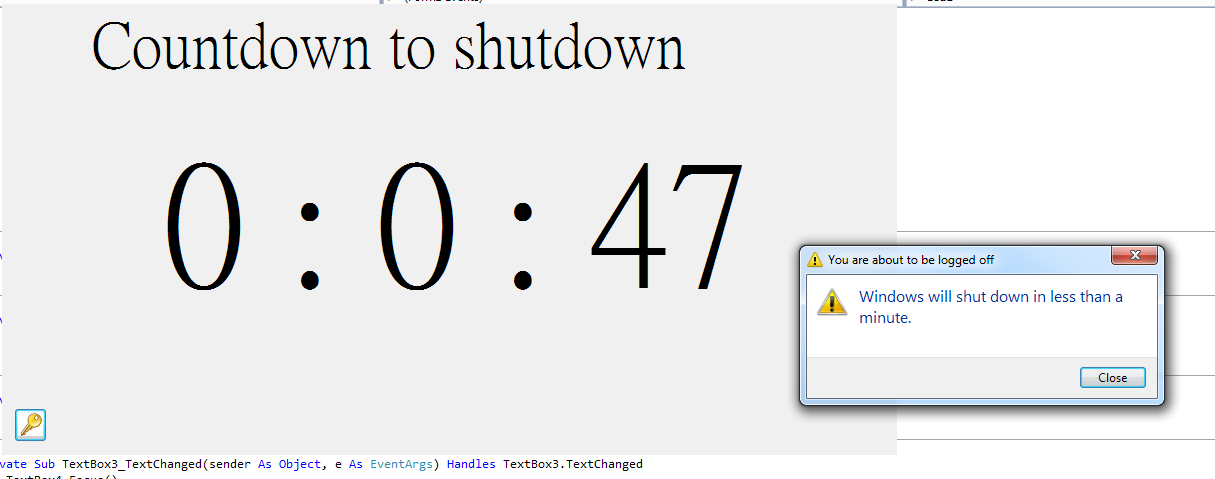 Countdown to shutdown
0 : 0 : 47
You are about to be logged off
Windows will shut down in less than a
minute.
Close
vate Sub TextBox3_TextChanged(sender As Object, e As EventArgs) Handles TextBox3.TextChanged